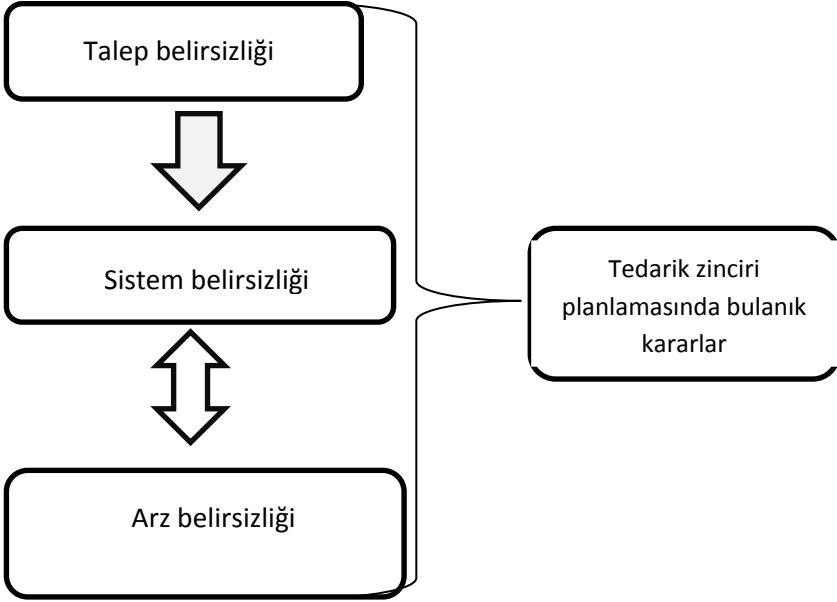 Talep belirsizliği
Sistem belirsizliği
Arz belirsizliği
Tedarik zinciri
planlamasında bulanık
kararlar